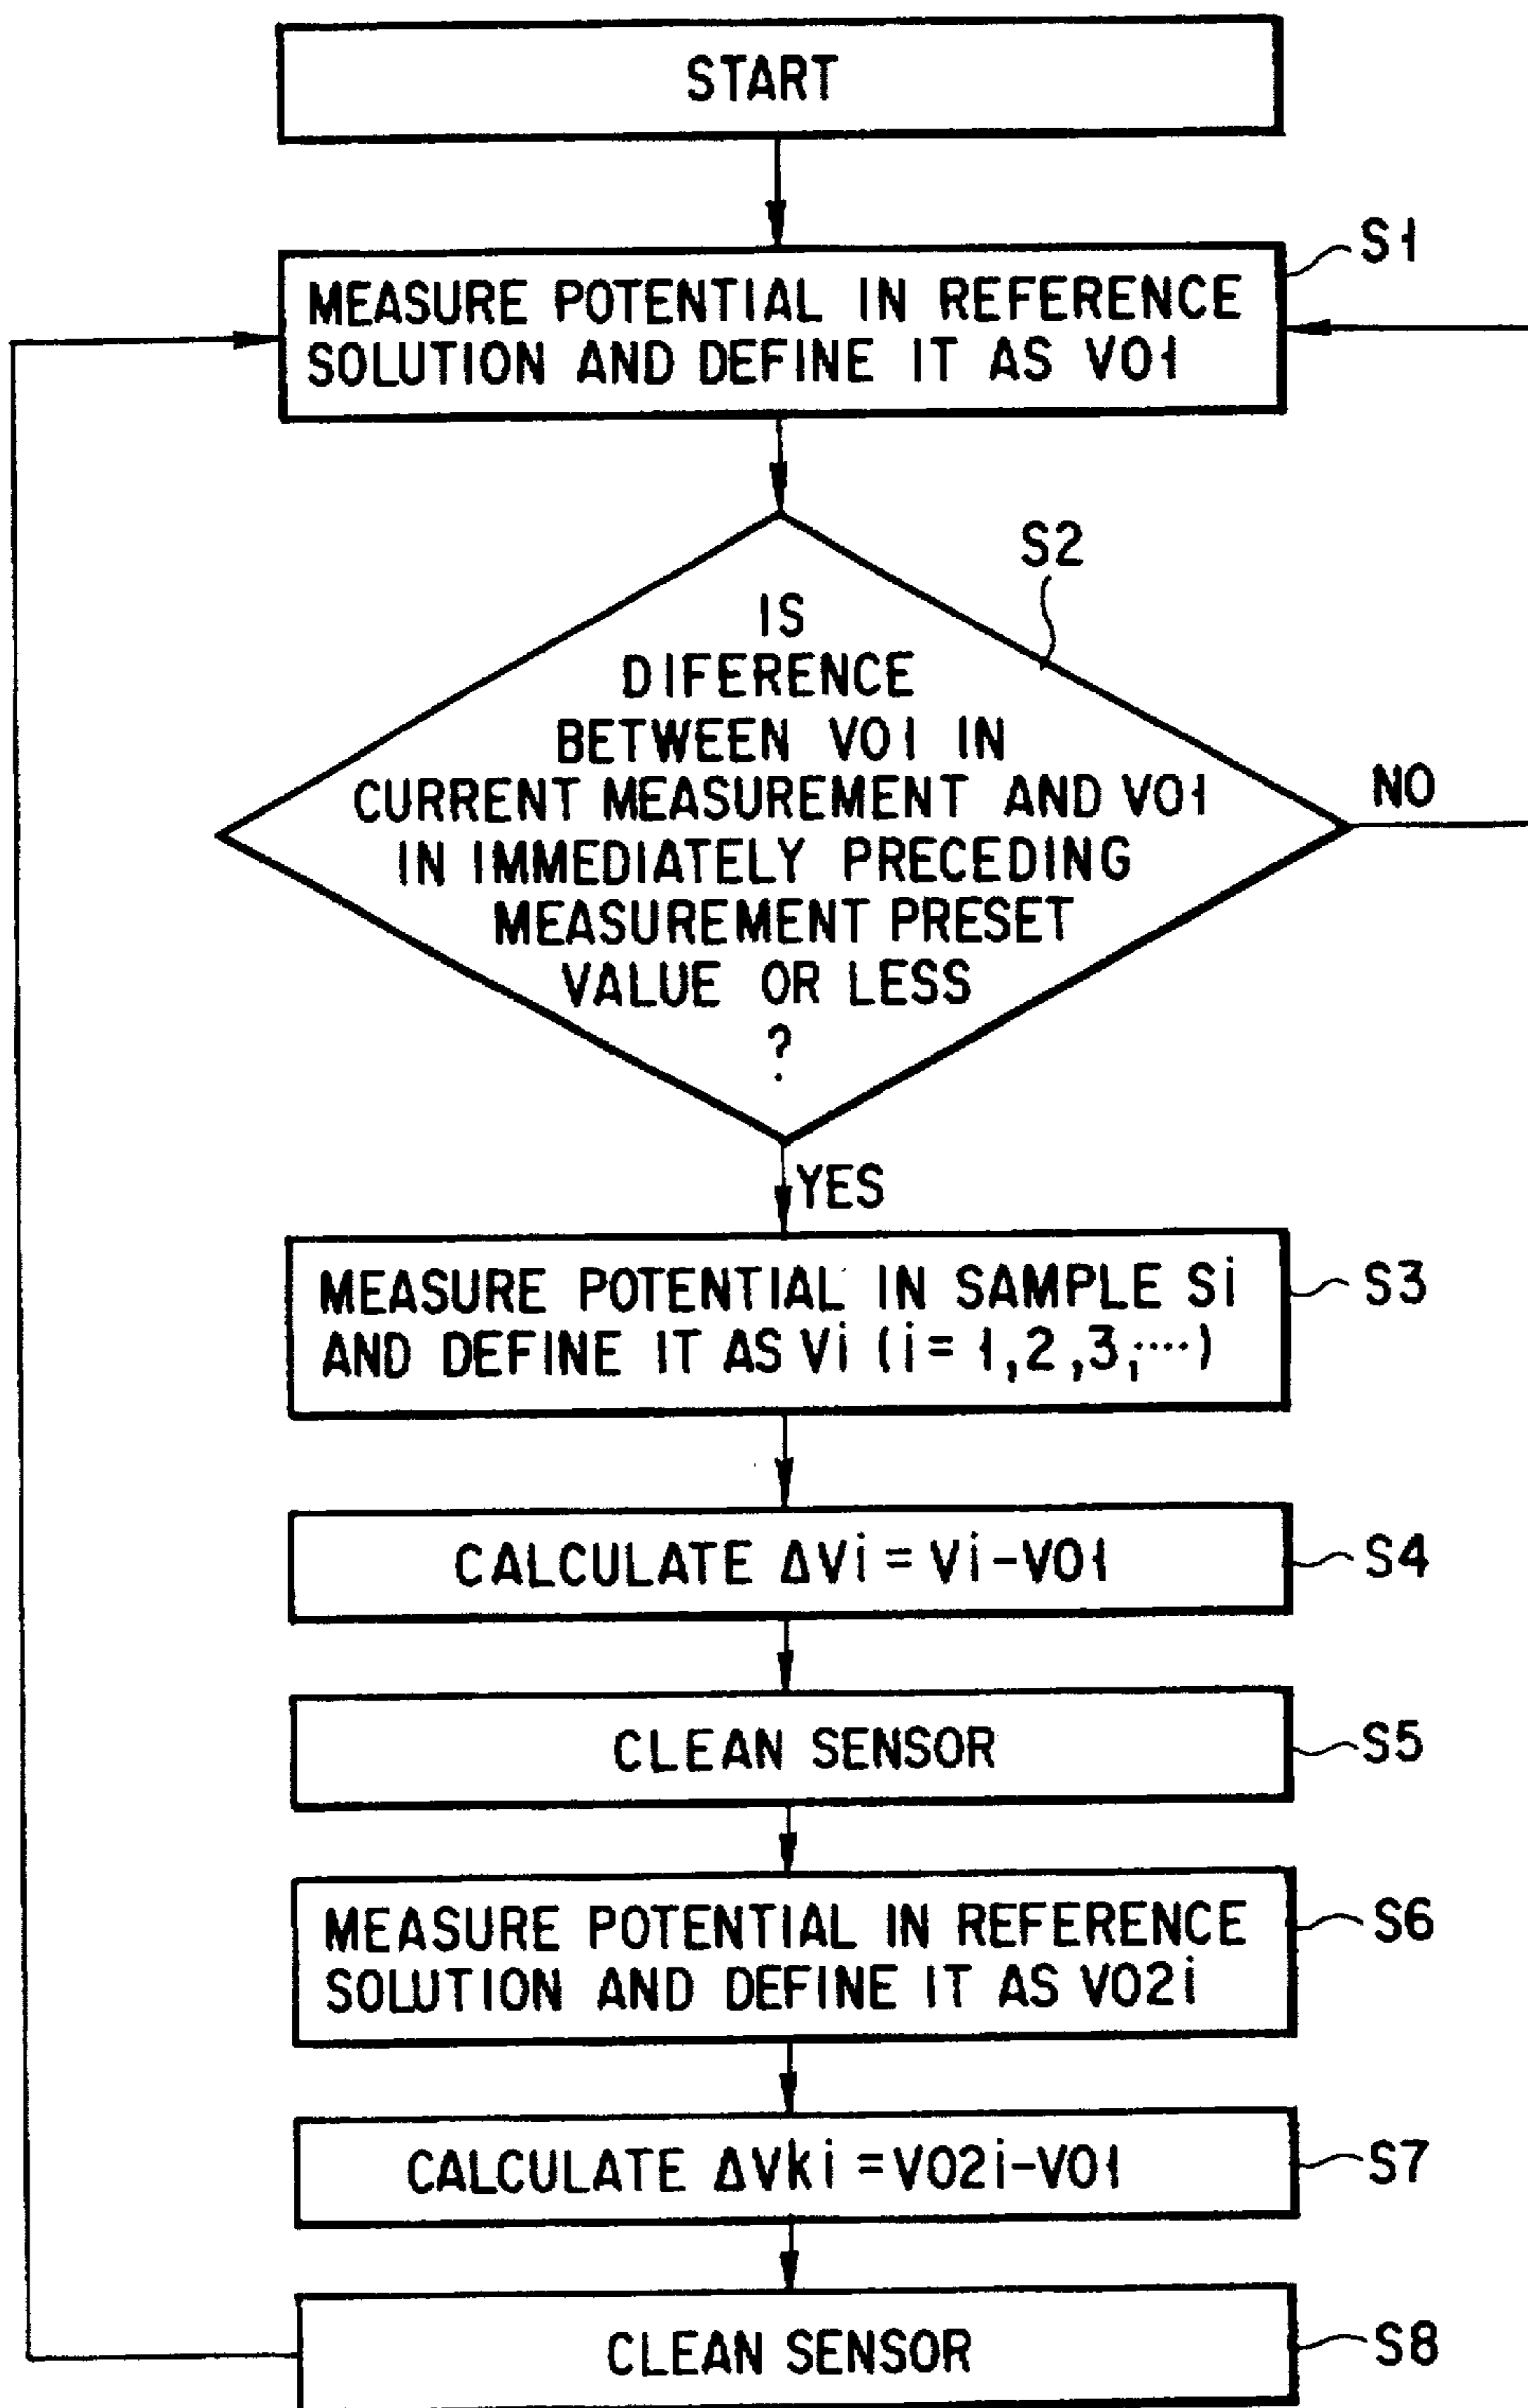 START
S1
MEASURE POTENTIAL IN REFERENCE
SOLUTION AND DEFINE IT AS V01
S2
IS
DIFERENCE
BETWEEN V01 IN
CURRENT MEASUREMENT AND V01
IN IMMEDIATELY PRECEDING
MEASUREMENT PRESET
VALUE OR LESS
?
NO
YES
MEASURE POTENTIAL IN SAMPLE Si
AND DEFINE IT AS Vi (i = 1,2,3,····)
S3
CALCULATE ΔVi = Vi-V01
S4
CLEAN SENSOR
S5
MEASURE POTENTIAL IN REFERENCE
SOLUTION AND DEFINE IT AS V02i
S6
CALCULATE ΔVki = V02i-V01
S7
CLEAN SENSOR
S8